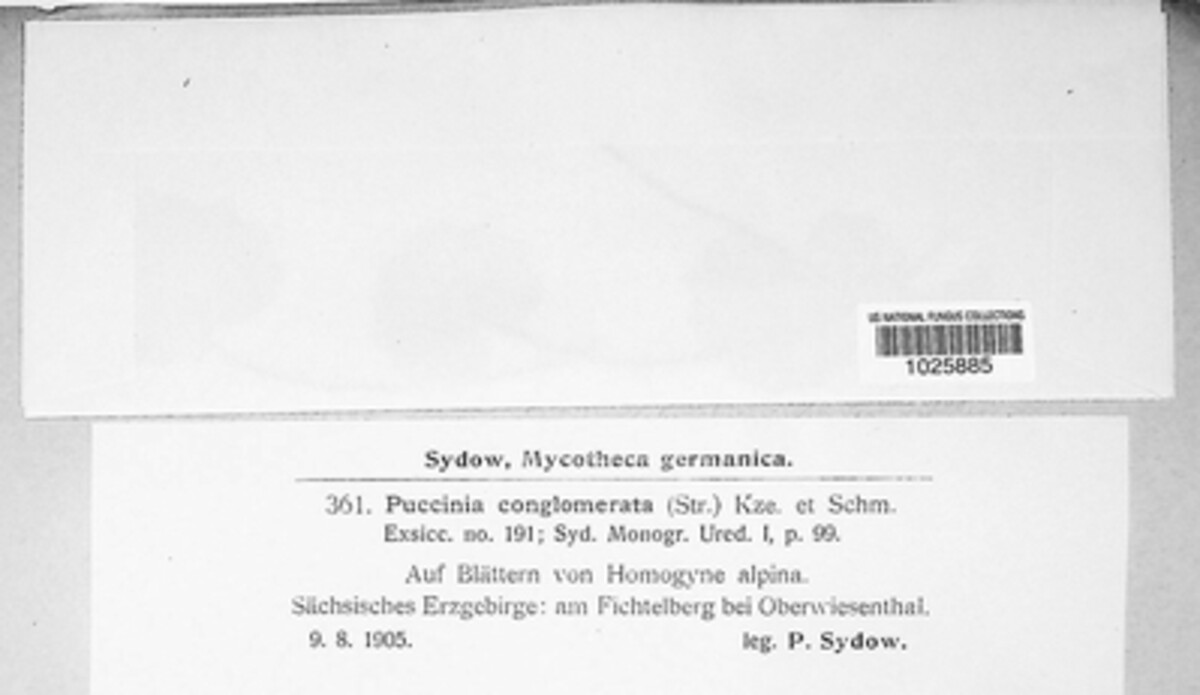 US NATIONAL FUNGUS COLLECTIONS
1025885
Sydow, Mycotheca germanica.
361. Puccinia conglomerata (Str.) Kze. et Schm.
Exsicc. no. 191; Syd. Monogr. Ured. I, p. 99.
Auf Blättern von Homogyne alpina.
Sächsisches Erzgebirge: am Fichtelberg bei Oberwiesenthal.
9. 8. 1905. leg. P. Sydow.